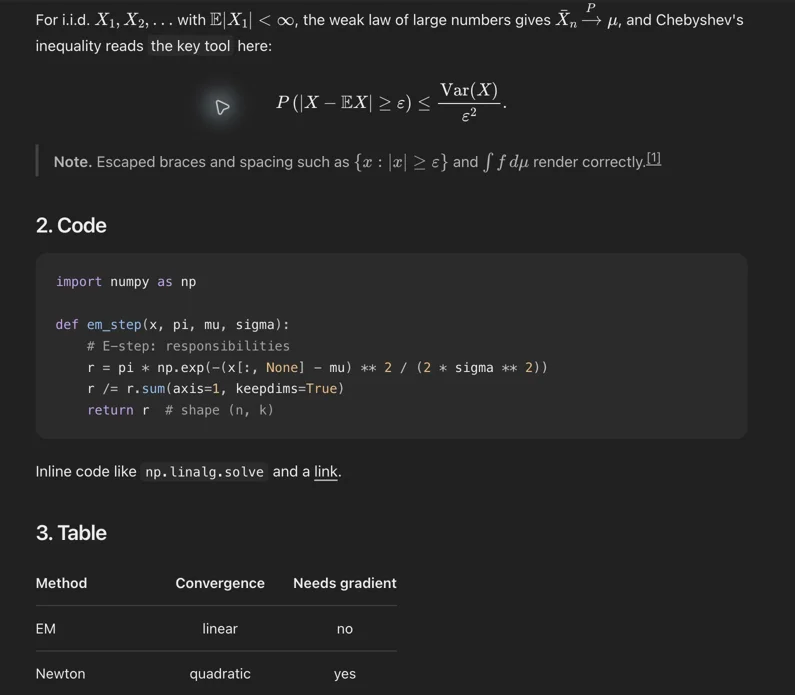 For i.i.d. X₁, X₂, . . . with 𝔼|X₁| < ∞, the weak law of large numbers gives X̄ₙ →ᴾ μ, and Chebyshev's
inequality reads the key tool here:
P (|X − 𝔼X| ≥ ε) ≤ Var(X) / ε² .
Note. Escaped braces and spacing such as {x : |x| ≥ ε} and ∫ f dμ render correctly.[1]
2. Code
import numpy as np
def em_step(x, pi, mu, sigma):
    # E-step: responsibilities
    r = pi * np.exp(-(x[:, None] - mu) ** 2 / (2 * sigma ** 2))
    r /= r.sum(axis=1, keepdims=True)
    return r  # shape (n, k)
Inline code like np.linalg.solve and a link.
3. Table
Method Convergence Needs gradient
EM linear no
Newton quadratic yes